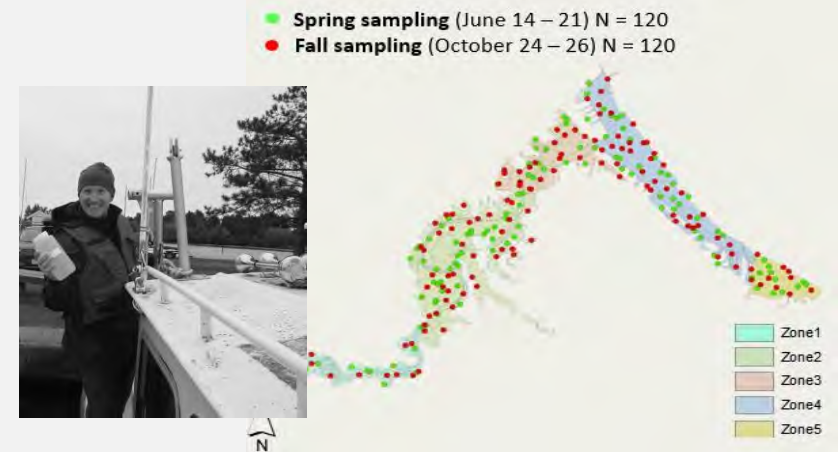 Spring sampling (June 14 – 21) N = 120
Fall sampling (October 24 – 26) N = 120
Zone1
Zone2
Zone3
Zone4
Zone5
N